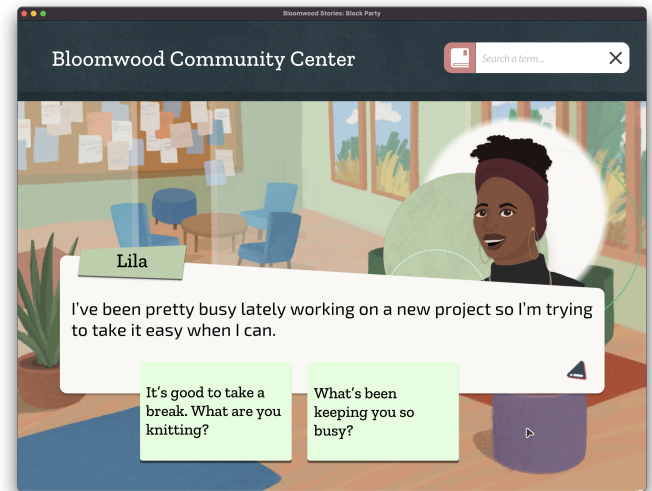 Bloomwood Stories: Block Party
Bloomwood Community Center
Search a term...
Lila
I've been pretty busy lately working on a new project so I'm trying
to take it easy when I can.
It's good to take a
break. What are you
knitting?
What's been
keeping you so
busy?